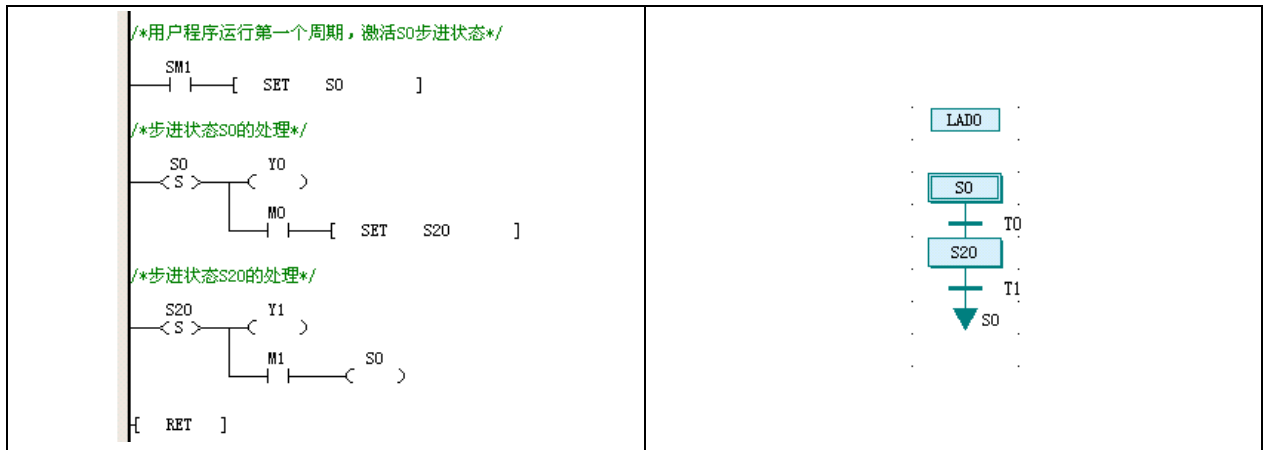 /*用户程序运行第一个周期，激活S0步进状态*/
SM1
[ SET S0 ]
/*步进状态S0的处理*/
S0 Y0
S
M0
[ SET S20 ]
/*步进状态S20的处理*/
S20 Y1
S
M1 S0
[ RET ]
LAD0
S0
T0
S20
T1
S0